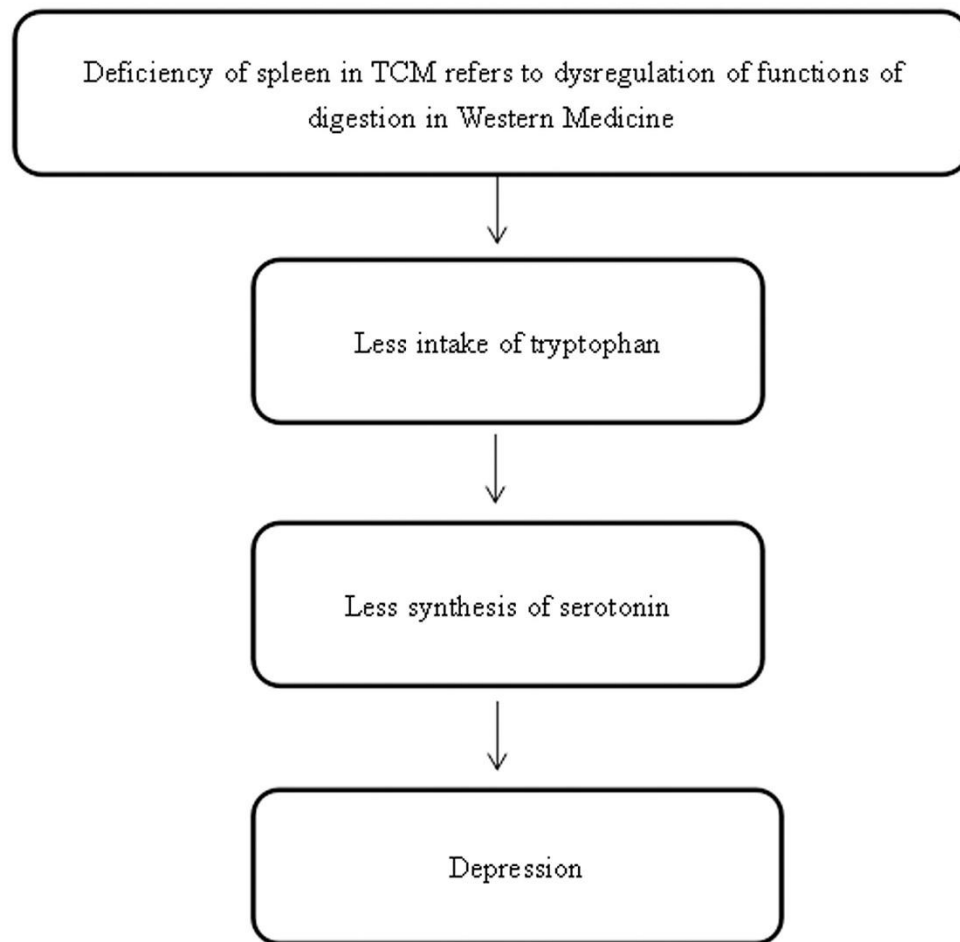 Deficiency of spleen in TCM refers to dysregulation of functions of
digestion in Western Medicine
Less intake of tryptophan
Less synthesis of serotonin
Depression